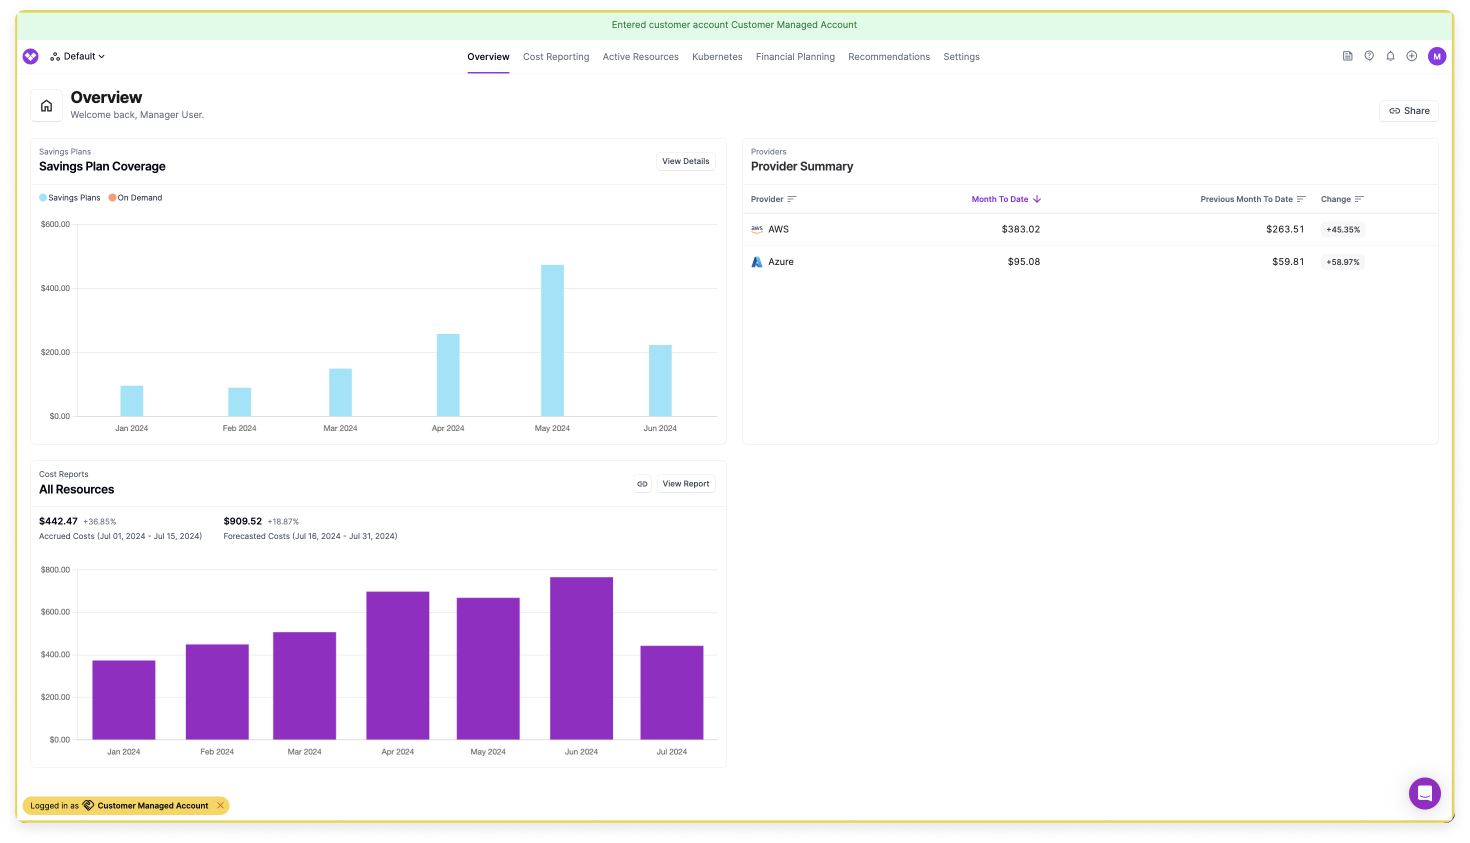 Entered customer account Customer Managed Account
Default
Overview Cost Reporting Active Resources Kubernetes Financial Planning Recommendations Settings
M
Overview
Welcome back, Manager User.
Share
Savings Plans
Savings Plan Coverage
View Details
Savings Plans On Demand
$600.00
$400.00
$200.00
$0.00
Jan 2024 Feb 2024 Mar 2024 Apr 2024 May 2024 Jun 2024
Providers
Provider Summary
Provider Month To Date Previous Month To Date Change
aws AWS $383.02 $263.51 +45.35%
Azure $95.08 $59.81 +58.97%
Cost Reports
All Resources
View Report
$442.47 +36.85% $909.52 +18.87%
Accrued Costs (Jul 01, 2024 - Jul 15, 2024) Forecasted Costs (Jul 16, 2024 - Jul 31, 2024)
$800.00
$600.00
$400.00
$200.00
$0.00
Jan 2024 Feb 2024 Mar 2024 Apr 2024 May 2024 Jun 2024 Jul 2024
Logged in as Customer Managed Account